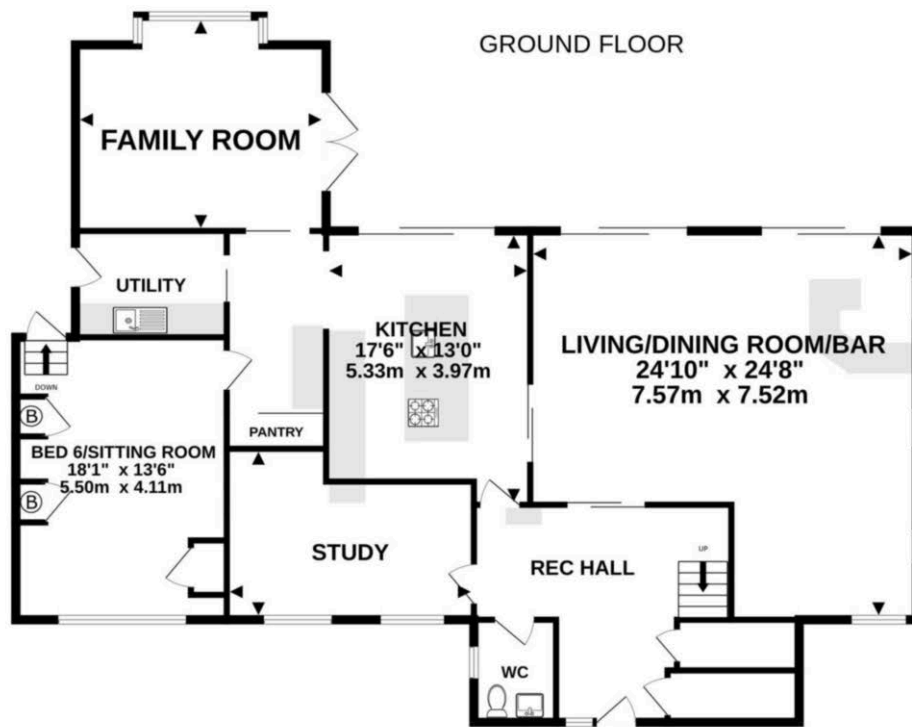 GROUND FLOOR
FAMILY ROOM
UTILITY
KITCHEN
17'6" x 13'0"
5.33m x 3.97m
LIVING/DINING ROOM/BAR
24'10" x 24'8"
7.57m x 7.52m
DOWN
B
PANTRY
BED 6/SITTING ROOM
18'1" x 13'6"
5.50m x 4.11m
B
STUDY
REC HALL
UP
WC